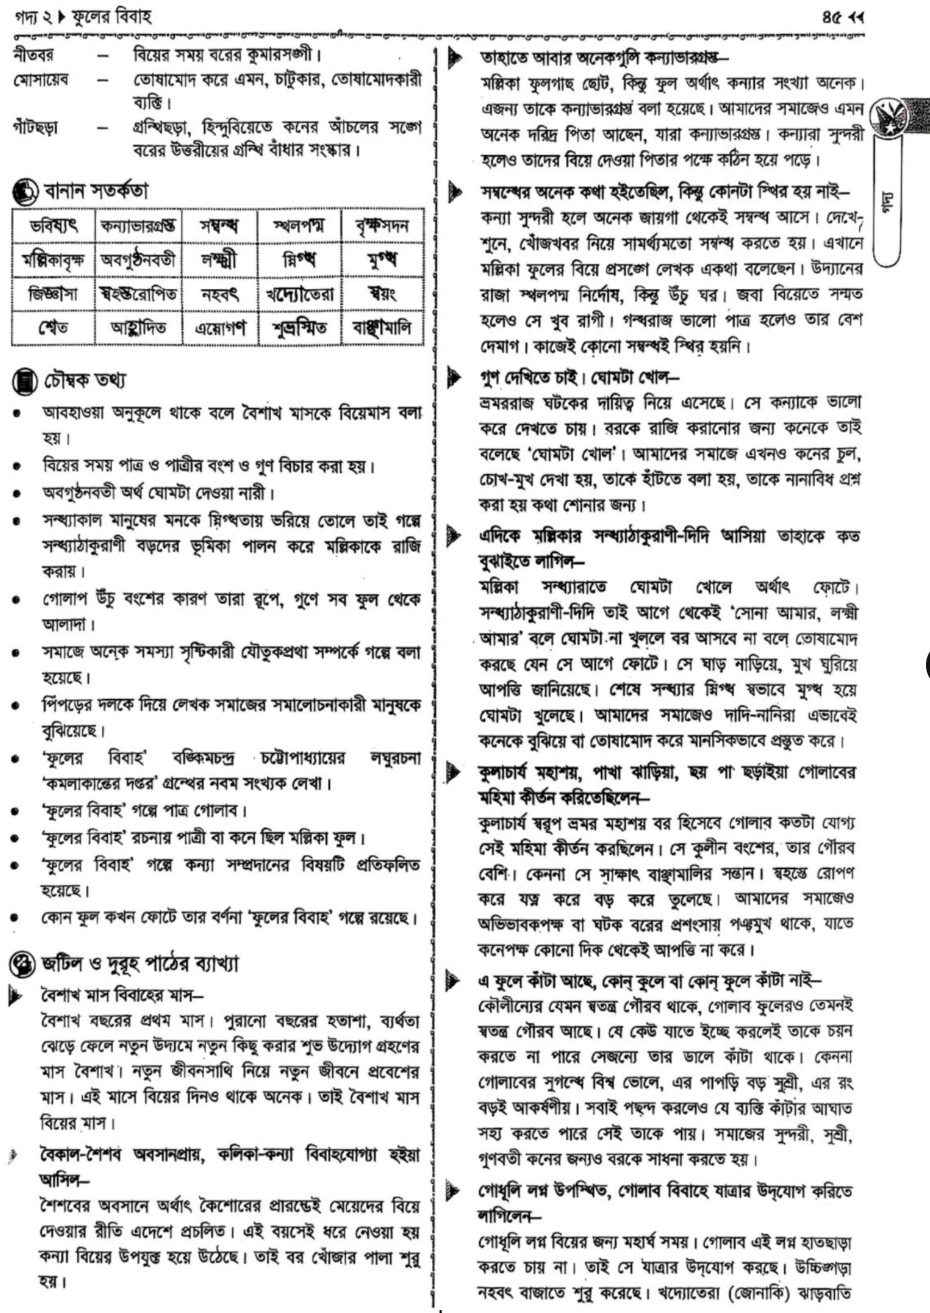 গদ্য ২ ▶ ফুলের বিবাহ
৪৫ ◀◀
নীতবর – বিয়ের সময় বরের কুমারসঙ্গী।
মোসায়েব – তোষামোদ করে এমন, চাটুকার, তোষামোদকারী
ব্যক্তি।
গাঁটছড়া – গ্রন্থিছড়া, হিন্দুবিয়েতে কনের আঁচলের সঙ্গে
বরের উত্তরীয়ের গ্রন্থি বাঁধার সংস্কার।
বানান সতর্কতা
ভবিষ্যৎ কন্যাভারগ্রস্ত সম্বন্ধ স্থলপদ্ম বৃক্ষসদন
মল্লিকাবৃক্ষ অবগুণ্ঠনবতী লক্ষ্মী স্নিগ্ধ মুগ্ধ
জিজ্ঞাসা স্বহস্তরোপিত নহবৎ খদ্যোতেরা স্বয়ং
শ্বেত আহ্লাদিত এয়োগণ শুভ্রস্মিত বাঞ্ছামালি
চৌম্বক তথ্য
• আবহাওয়া অনুকূলে থাকে বলে বৈশাখ মাসকে বিয়েমাস বলা
হয়।
• বিয়ের সময় পাত্র ও পাত্রীর বংশ ও গুণ বিচার করা হয়।
• অবগুণ্ঠনবতী অর্থ ঘোমটা দেওয়া নারী।
• সন্ধ্যাকাল মানুষের মনকে স্নিগ্ধতায় ভরিয়ে তোলে তাই গল্পে
সন্ধ্যাঠাকুরাণী বড়দের ভূমিকা পালন করে মল্লিকাকে রাজি
করায়।
• গোলাপ উঁচু বংশের কারণ তারা রূপে, গুণে সব ফুল থেকে
আলাদা।
• সমাজে অনেক সমস্যা সৃষ্টিকারী যৌতুকপ্রথা সম্পর্কে গল্পে বলা
হয়েছে।
• পিঁপড়ের দলকে দিয়ে লেখক সমাজের সমালোচনাকারী মানুষকে
বুঝিয়েছে।
• ‘ফুলের বিবাহ’ বঙ্কিমচন্দ্র চট্টোপাধ্যায়ের লঘুরচনা
‘কমলাকান্তের দপ্তর’ গ্রন্থের নবম সংখ্যক লেখা।
• ‘ফুলের বিবাহ’ গল্পে পাত্র গোলাব।
• ‘ফুলের বিবাহ’ রচনায় পাত্রী বা কনে ছিল মল্লিকা ফুল।
• ‘ফুলের বিবাহ’ গল্পে কন্যা সম্প্রদানের বিষয়টি প্রতিফলিত
হয়েছে।
• কোন ফুল কখন ফোটে তার বর্ণনা ‘ফুলের বিবাহ’ গল্পে রয়েছে।
জটিল ও দুরূহ পাঠের ব্যাখ্যা
বৈশাখ মাস বিবাহের মাস–
বৈশাখ বছরের প্রথম মাস। পুরানো বছরের হতাশা, ব্যর্থতা
ঝেড়ে ফেলে নতুন উদ্যমে নতুন কিছু করার শুভ উদ্যোগ গ্রহণের
মাস বৈশাখ। নতুন জীবনসাথি নিয়ে নতুন জীবনে প্রবেশের
মাস। এই মাসে বিয়ের দিনও থাকে অনেক। তাই বৈশাখ মাস
বিয়ের মাস।
বৈকাল-শৈশব অবসানপ্রায়, কলিকা-কন্যা বিবাহযোগ্যা হইয়া
আসিল–
শৈশবের অবসানে অর্থাৎ কৈশোরের প্রারম্ভেই মেয়েদের বিয়ে
দেওয়ার রীতি এদেশে প্রচলিত। এই বয়সেই ধরে নেওয়া হয়
কন্যা বিয়ের উপযুক্ত হয়ে উঠেছে। তাই বর খোঁজার পালা শুরু
হয়।
তাহাতে আবার অনেকগুলি কন্যাভারগ্রস্ত–
মল্লিকা ফুলগাছ ছোট, কিন্তু ফুল অর্থাৎ কন্যার সংখ্যা অনেক।
এজন্য তাকে কন্যাভারগ্রস্ত বলা হয়েছে। আমাদের সমাজেও এমন
অনেক দরিদ্র পিতা আছেন, যারা কন্যাভারগ্রস্ত। কন্যারা সুন্দরী
হলেও তাদের বিয়ে দেওয়া পিতার পক্ষে কঠিন হয়ে পড়ে।
সম্বন্ধের অনেক কথা হইতেছিল, কিন্তু কোনটা স্থির হয় নাই–
কন্যা সুন্দরী হলে অনেক জায়গা থেকেই সম্বন্ধ আসে। দেখে-
শুনে, খোঁজখবর নিয়ে সামর্থ্যমতো সম্বন্ধ করতে হয়। এখানে
মল্লিকা ফুলের বিয়ে প্রসঙ্গে লেখক একথা বলেছেন। উদ্যানের
রাজা স্থলপদ্ম নির্দোষ, কিন্তু উঁচু ঘর। জবা বিয়েতে সম্মত
হলেও সে খুব রাগী। গন্ধরাজ ভালো পাত্র হলেও তার বেশ
দেমাগ। কাজেই কোনো সম্বন্ধই স্থির হয়নি।
গুণ দেখিতে চাই। ঘোমটা খোল–
ভ্রমররাজ ঘটকের দায়িত্ব নিয়ে এসেছে। সে কন্যাকে ভালো
করে দেখতে চায়। বরকে রাজি করানোর জন্য কনেকে তাই
বলেছে ‘ঘোমটা খোল’। আমাদের সমাজে এখনও কনের চুল,
চোখ-মুখ দেখা হয়, তাকে হাঁটতে বলা হয়, তাকে নানাবিধ প্রশ্ন
করা হয় কথা শোনার জন্য।
এদিকে মল্লিকার সন্ধ্যাঠাকুরাণী-দিদি আসিয়া তাহাকে কত
বুঝাইতে লাগিল–
মল্লিকা সন্ধ্যারাতে ঘোমটা খোলে অর্থাৎ ফোটে।
সন্ধ্যাঠাকুরাণী-দিদি তাই আগে থেকেই ‘সোনা আমার, লক্ষ্মী
আমার’ বলে ঘোমটা না খুললে বর আসবে না বলে তোষামোদ
করছে যেন সে আগে ফোটে। সে ঘাড় নাড়িয়ে, মুখ ঘুরিয়ে
আপত্তি জানিয়েছে। শেষে সন্ধ্যার স্নিগ্ধ স্বভাবে মুগ্ধ হয়ে
ঘোমটা খুলেছে। আমাদের সমাজেও দাদি-নানিরা এভাবেই
কনেকে বুঝিয়ে বা তোষামোদ করে মানসিকভাবে প্রস্তুত করে।
কুলাচার্য মহাশয়, পাখা ঝাড়িয়া, ছয় পা ছড়াইয়া গোলাবের
মহিমা কীর্তন করিতেছিলেন–
কুলাচার্য স্বরূপ ভ্রমর মহাশয় বর হিসেবে গোলাব কতটা যোগ্য
সেই মহিমা কীর্তন করছিলেন। সে কুলীন বংশের, তার গৌরব
বেশি। কেননা সে সাক্ষাৎ বাঞ্ছামালির সন্তান। স্বহস্তে রোপণ
করে যত্ন করে বড় করে তুলেছে। আমাদের সমাজেও
অভিভাবকপক্ষ বা ঘটক বরের প্রশংসায় পঞ্চমুখ থাকে, যাতে
কনেপক্ষ কোনো দিক থেকেই আপত্তি না করে।
এ ফুলে কাঁটা আছে, কোন্ কুলে বা কোন্ ফুলে কাঁটা নাই–
কৌলীন্যের যেমন স্বতন্ত্র গৌরব থাকে, গোলাব ফুলেরও তেমনই
স্বতন্ত্র গৌরব আছে। যে কেউ যাতে ইচ্ছে করলেই তাকে চয়ন
করতে না পারে সেজন্যে তার ডালে কাঁটা থাকে। কেননা
গোলাবের সুগন্ধে বিশ্ব ভোলে, এর পাপড়ি বড় সুশ্রী, এর রং
বড়ই আকর্ষণীয়। সবাই পছন্দ করলেও যে ব্যক্তি কাঁটার আঘাত
সহ্য করতে পারে সেই তাকে পায়। সমাজের সুন্দরী, সুশ্রী,
গুণবতী কনের জন্যও বরকে সাধনা করতে হয়।
গোধূলি লগ্ন উপস্থিত, গোলাব বিবাহে যাত্রার উদ্‌যোগ করিতে
লাগিলেন–
গোধূলি লগ্ন বিয়ের জন্য মহার্ঘ সময়। গোলাব এই লগ্ন হাতছাড়া
করতে চায় না। তাই সে যাত্রার উদ্‌যোগ করছে। উচ্চিঙ্গড়া
নহবৎ বাজাতে শুরু করেছে। খদ্যোতেরা (জোনাকি) ঝাড়বাতি
গদ্য